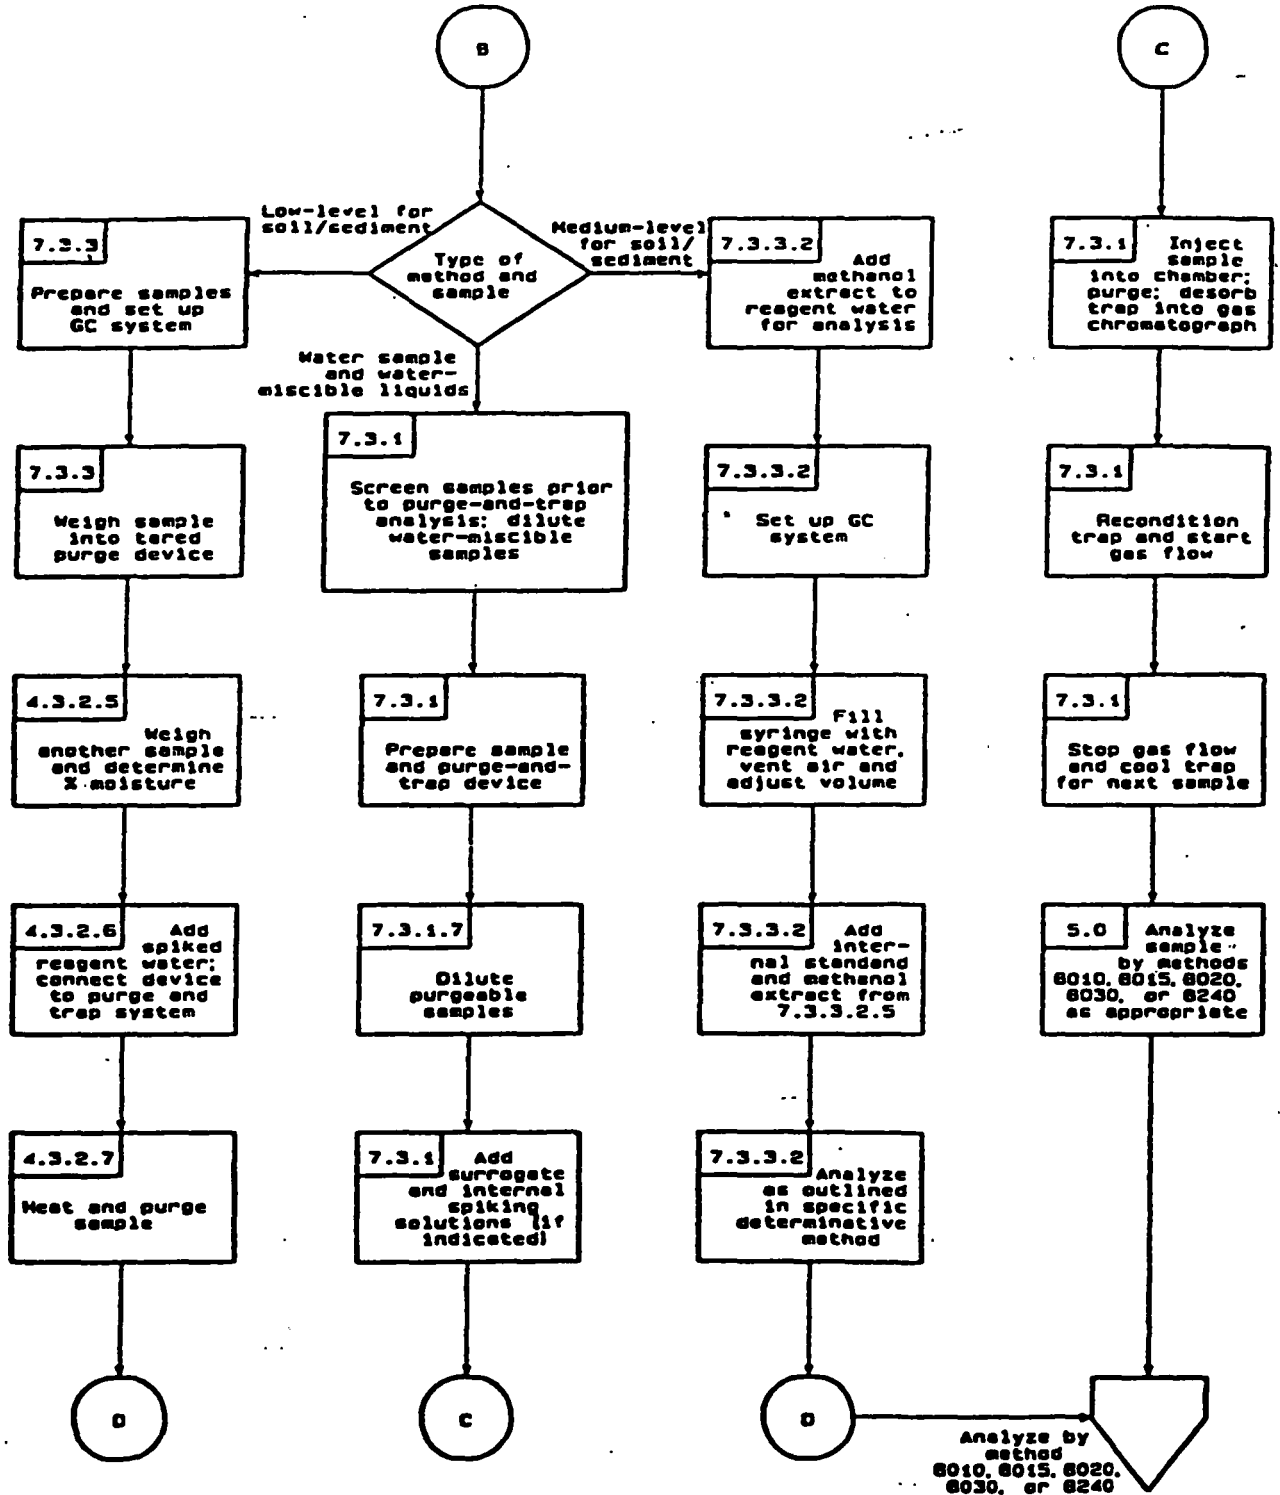 B
Type of
method and
sample
Low-level for
soil/sediment
Medium-level
for soil/
sediment
Water sample
and water-
miscible liquids
7.3.3
Prepare samples
and set up
GC system
7.3.3
Weigh sample
into tared
purge device
4.3.2.5
Weigh
another sample
and determine
% moisture
4.3.2.6
Add
spiked
reagent water;
connect device
to purge and
trap system
4.3.2.7
Heat and purge
sample
D
7.3.1
Screen samples prior
to purge-and-trap
analysis; dilute
water-miscible
samples
7.3.1
Prepare sample
and purge-and-
trap device
7.3.1.7
Dilute
purgeable
samples
7.3.1
Add
surrogate
and internal
spiking
solutions (if
indicated)
C
7.3.3.2
Add
methanol
extract to
reagent water
for analysis
7.3.3.2
Set up GC
system
7.3.3.2
Fill
syringe with
reagent water,
vent air and
adjust volume
7.3.3.2
Add
inter-
nal standard
and methanol
extract from
7.3.3.2.5
7.3.3.2
Analyze
as outlined
in specific
determinative
method
D
Analyze by
method
8010, 8015, 8020,
8030, or 8240
C
7.3.1
Inject
sample
into chamber;
purge; desorb
trap into gas
chromatograph
7.3.1
Recondition
trap and start
gas flow
7.3.1
Stop gas flow
and cool trap
for next sample
5.0
Analyze
sample
by methods
8010, 8015, 8020,
8030, or 8240
as appropriate